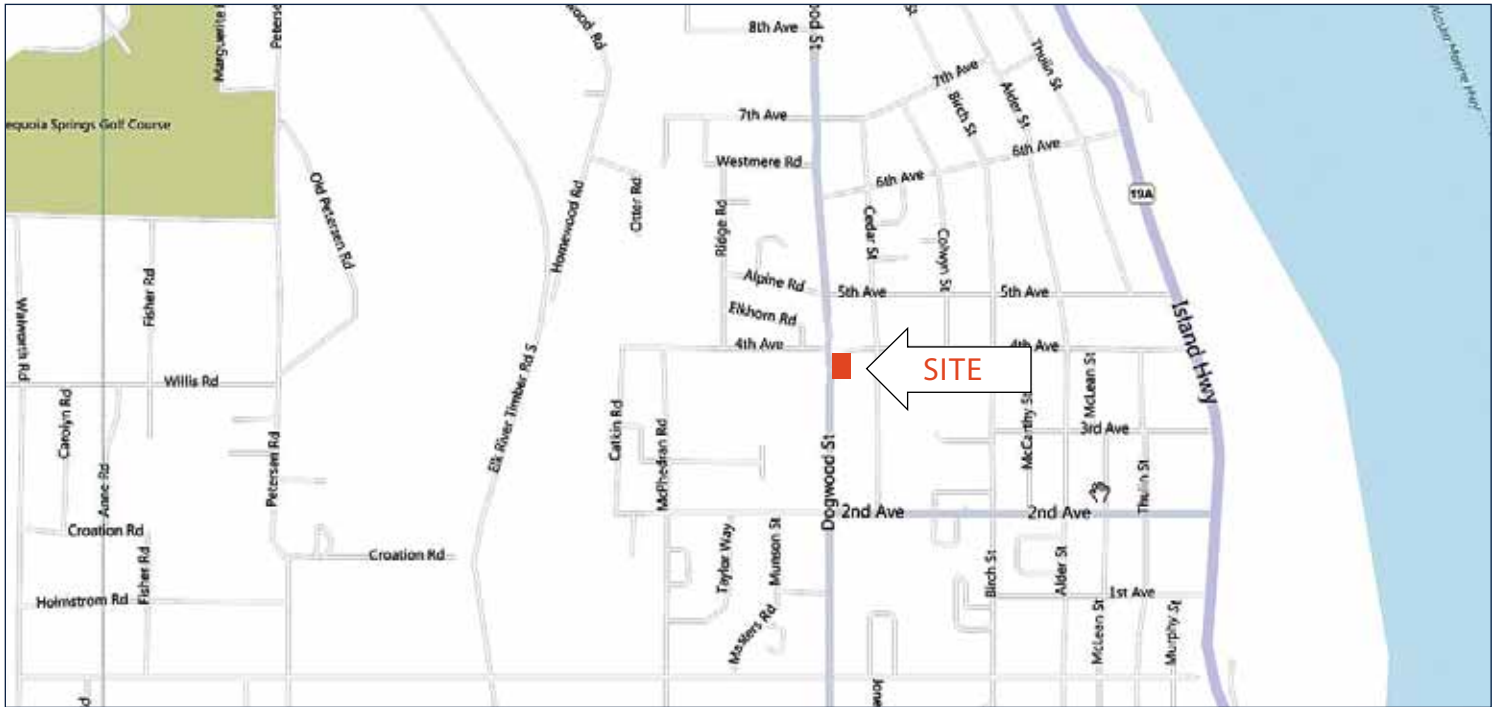 8th Ave
Thulin St
7th Ave
Birch St
Alder St
equoia Springs Golf Course
7th Ave
6th Ave
Westmere Rd
6th Ave
19A
Old Petersen Rd
Otter Rd
Homewood Rd
Ridge Rd
Cedar St
Colwyn St
Fisher Rd
Alpine Rd
5th Ave
5th Ave
Walworth Rd
Elkhorn Rd
Island Hwy
4th Ave
4th Ave
SITE
Willis Rd
Carolyn Rd
Elk River Timber Rd S
McLean St
Catkin Rd
McPhedran Rd
McCarthy St
3rd Ave
Anne Rd
Petersen Rd
Dogwood St
Thulin St
2nd Ave
2nd Ave
Croation Rd
Croation Rd
Fisher Rd
Taylor Way
Munson St
Birch St
Alder St
Holmstrom Rd
1st Ave
Masters Rd
McLean St
Murphy St